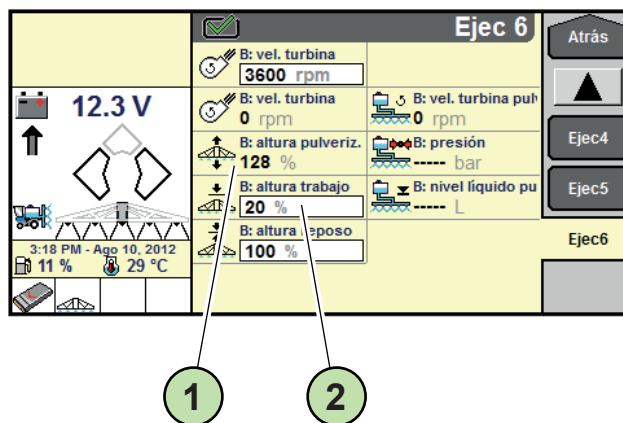 Ejec 6
Atrás
B: vel. turbina
3600 rpm
12.3 V
B: vel. turbina
0 rpm
B: vel. turbina pulv
0 rpm
Ejec4
B: altura pulveriz.
128 %
B: presión
----- bar
B: altura trabajo
20 %
B: nivel líquido pu
----- L
Ejec5
B: altura reposo
100 %
Ejec6
3:18 PM - Ago 10, 2012
11 %
29 °C
1
2